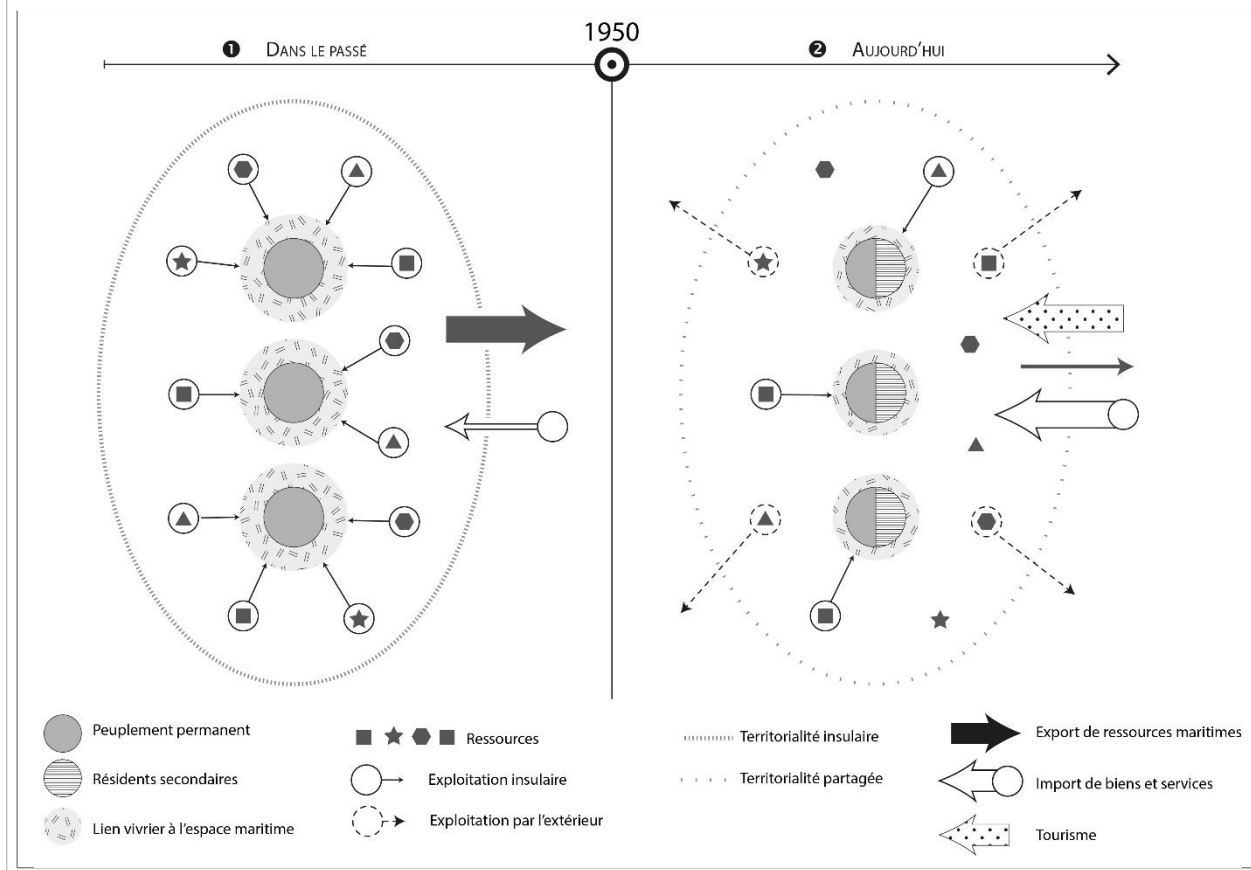 1950
❶ DANS LE PASSÉ
❷ AUJOURD'HUI
Peuplement permanent
Résidents secondaires
Lien vivrier à l'espace maritime
Ressources
Exploitation insulaire
Exploitation par l'extérieur
Territorialité insulaire
Territorialité partagée
Export de ressources maritimes
Import de biens et services
Tourisme